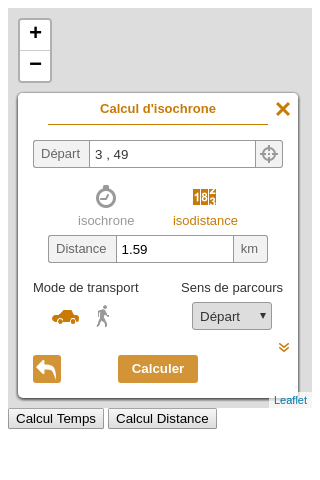 +
−
Calcul d'isochrone
×
Départ 3 , 49
isochrone isodistance
Distance 1.59 km
Mode de transport Sens de parcours
Départ
Calculer
Leaflet
Calcul Temps Calcul Distance